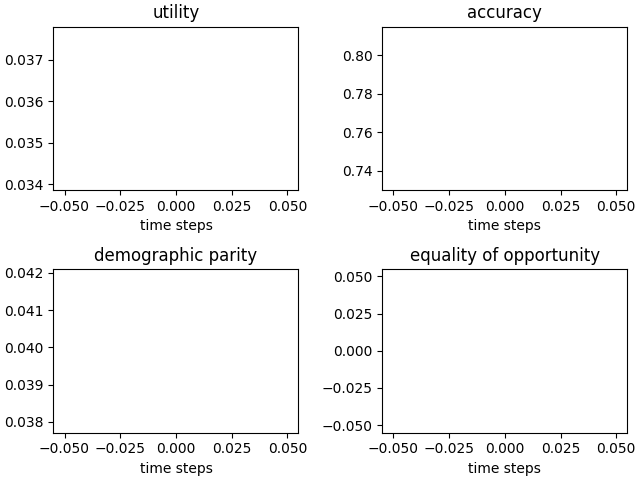 utility
0.037
0.036
0.035
0.034
−0.050 −0.025 0.000 0.025 0.050
time steps
accuracy
0.80
0.78
0.76
0.74
−0.050 −0.025 0.000 0.025 0.050
time steps
demographic parity
0.042
0.041
0.040
0.039
0.038
−0.050 −0.025 0.000 0.025 0.050
time steps
equality of opportunity
0.050
0.025
0.000
−0.025
−0.050
−0.050 −0.025 0.000 0.025 0.050
time steps